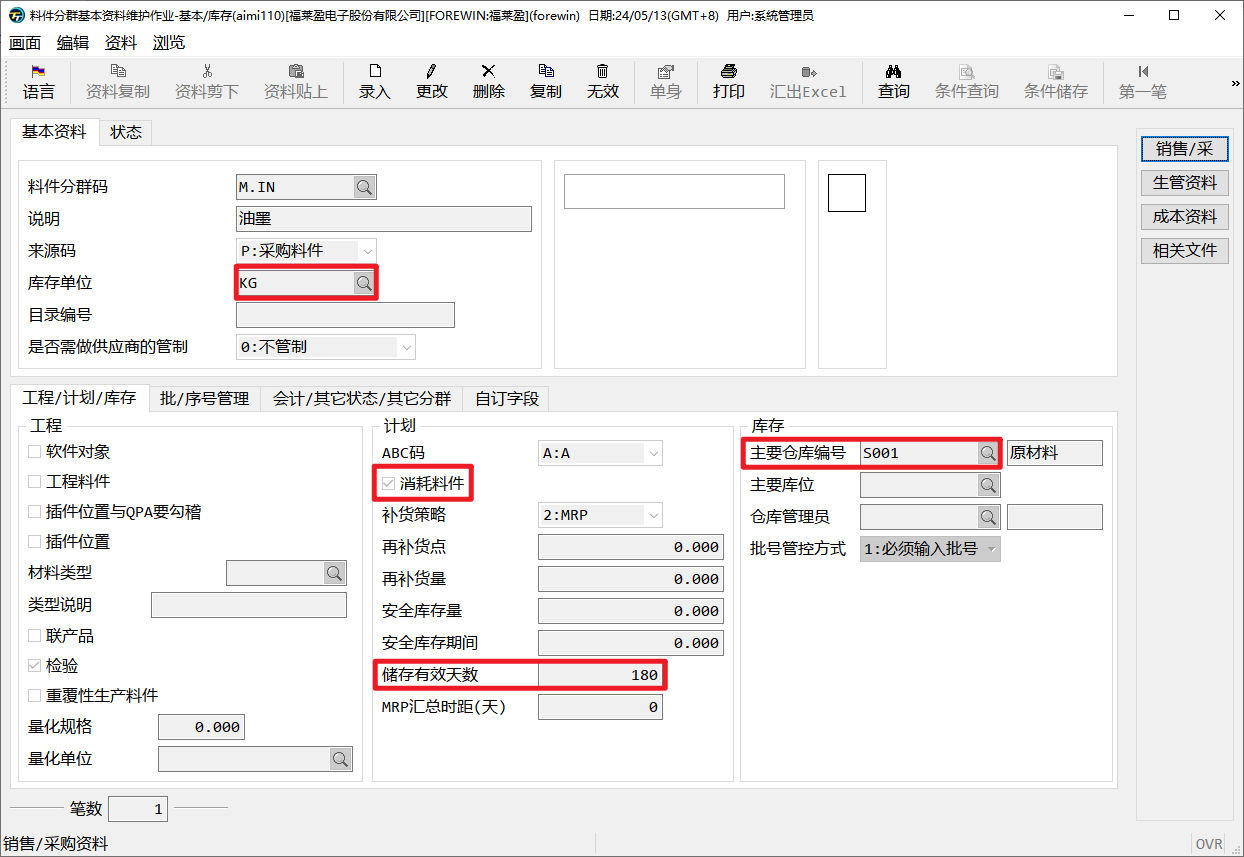 料件分群基本资料维护作业-基本/库存(aimi110)[福莱盈电子股份有限公司][FOREWIN:福莱盈](forewin) 日期:24/05/13(GMT+8) 用户:系统管理员
画面 编辑 资料 浏览
语言 资料复制 资料剪下 资料贴上 录入 更改 删除 复制 无效 单身 打印 汇出Excel 查询 条件查询 条件储存 第一笔 »
基本资料 状态
料件分群码 M.IN
说明 油墨
来源码 P:采购料件
库存单位 KG
目录编号
是否需做供应商的管制 0:不管制
销售/采
生管资料
成本资料
相关文件
工程/计划/库存 批/序号管理 会计/其它状态/其它分群 自订字段
工程
软件对象
工程料件
插件位置与QPA要勾稽
插件位置
材料类型
类型说明
联产品
检验
重覆性生产料件
量化规格 0.000
量化单位
计划
ABC码 A:A
消耗料件
补货策略 2:MRP
再补货点 0.000
再补货量 0.000
安全库存量 0.000
安全库存期间 0.000
储存有效天数 180
MRP汇总时距(天) 0
库存
主要仓库编号 S001 原材料
主要库位
仓库管理员
批号管控方式 1:必须输入批号
笔数 1
销售/采购资料 OVR